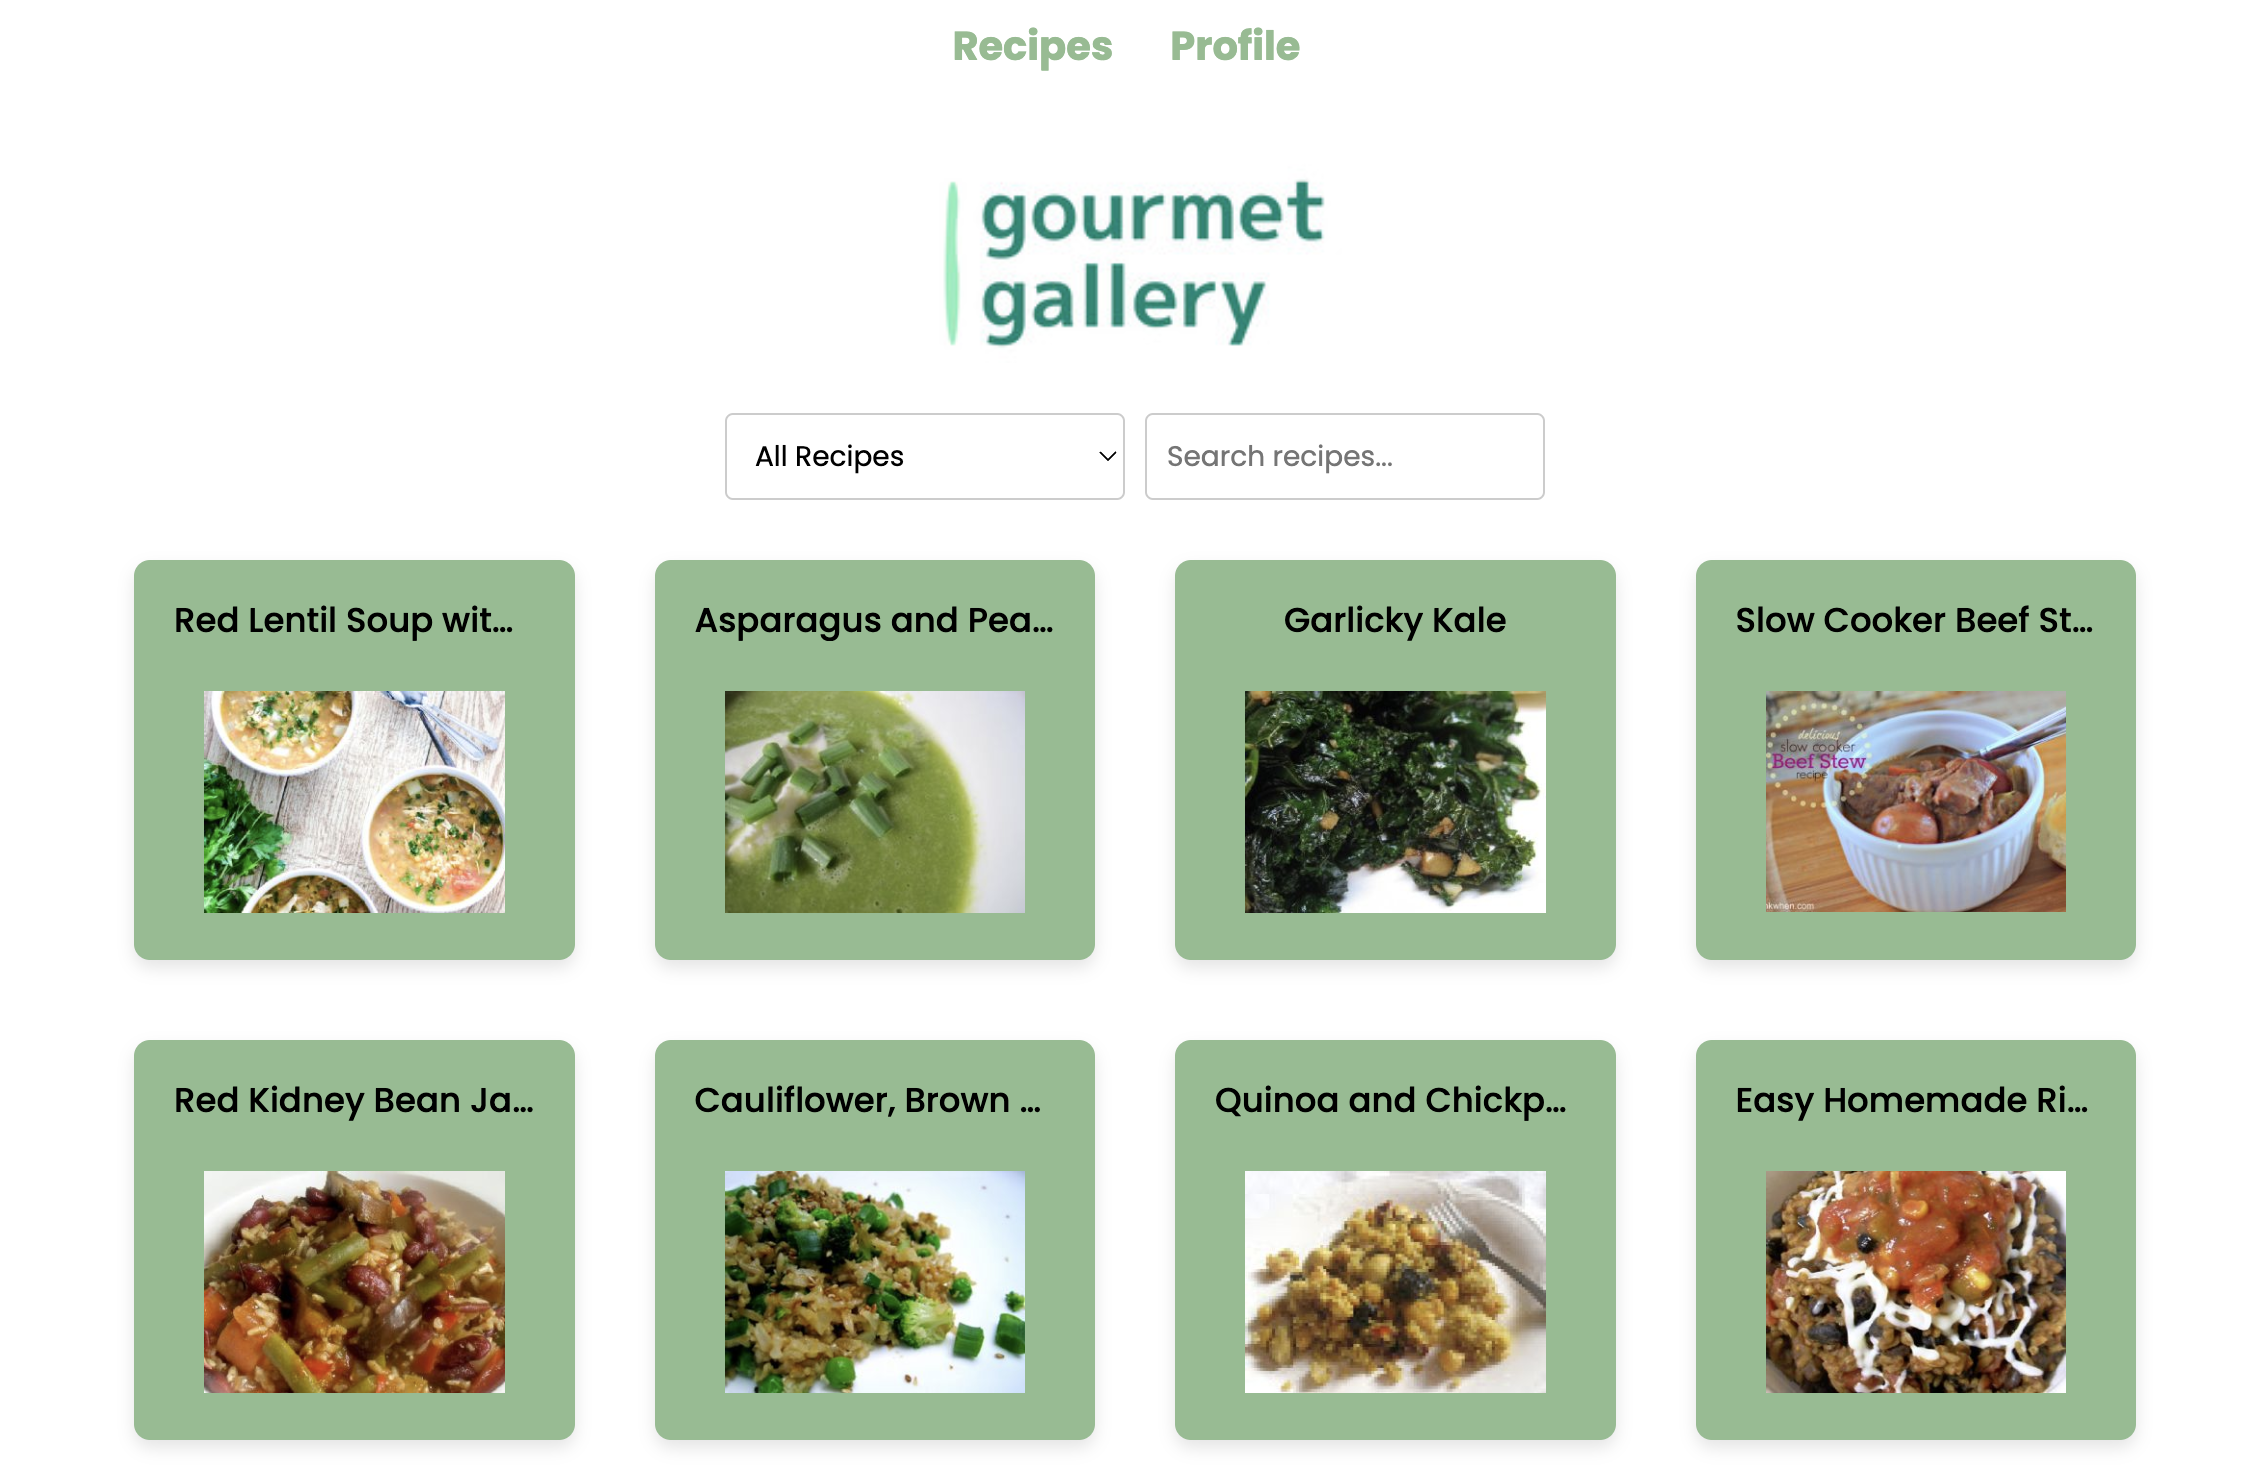 Recipes Profile
gourmet
gallery
All Recipes
Search recipes...
Red Lentil Soup wit...
Asparagus and Pea...
Garlicky Kale
Slow Cooker Beef St...
delicious
slow cooker
Beef Stew
recipe
nkwhen.com
Red Kidney Bean Ja...
Cauliflower, Brown ...
Quinoa and Chickp...
Easy Homemade Ri...